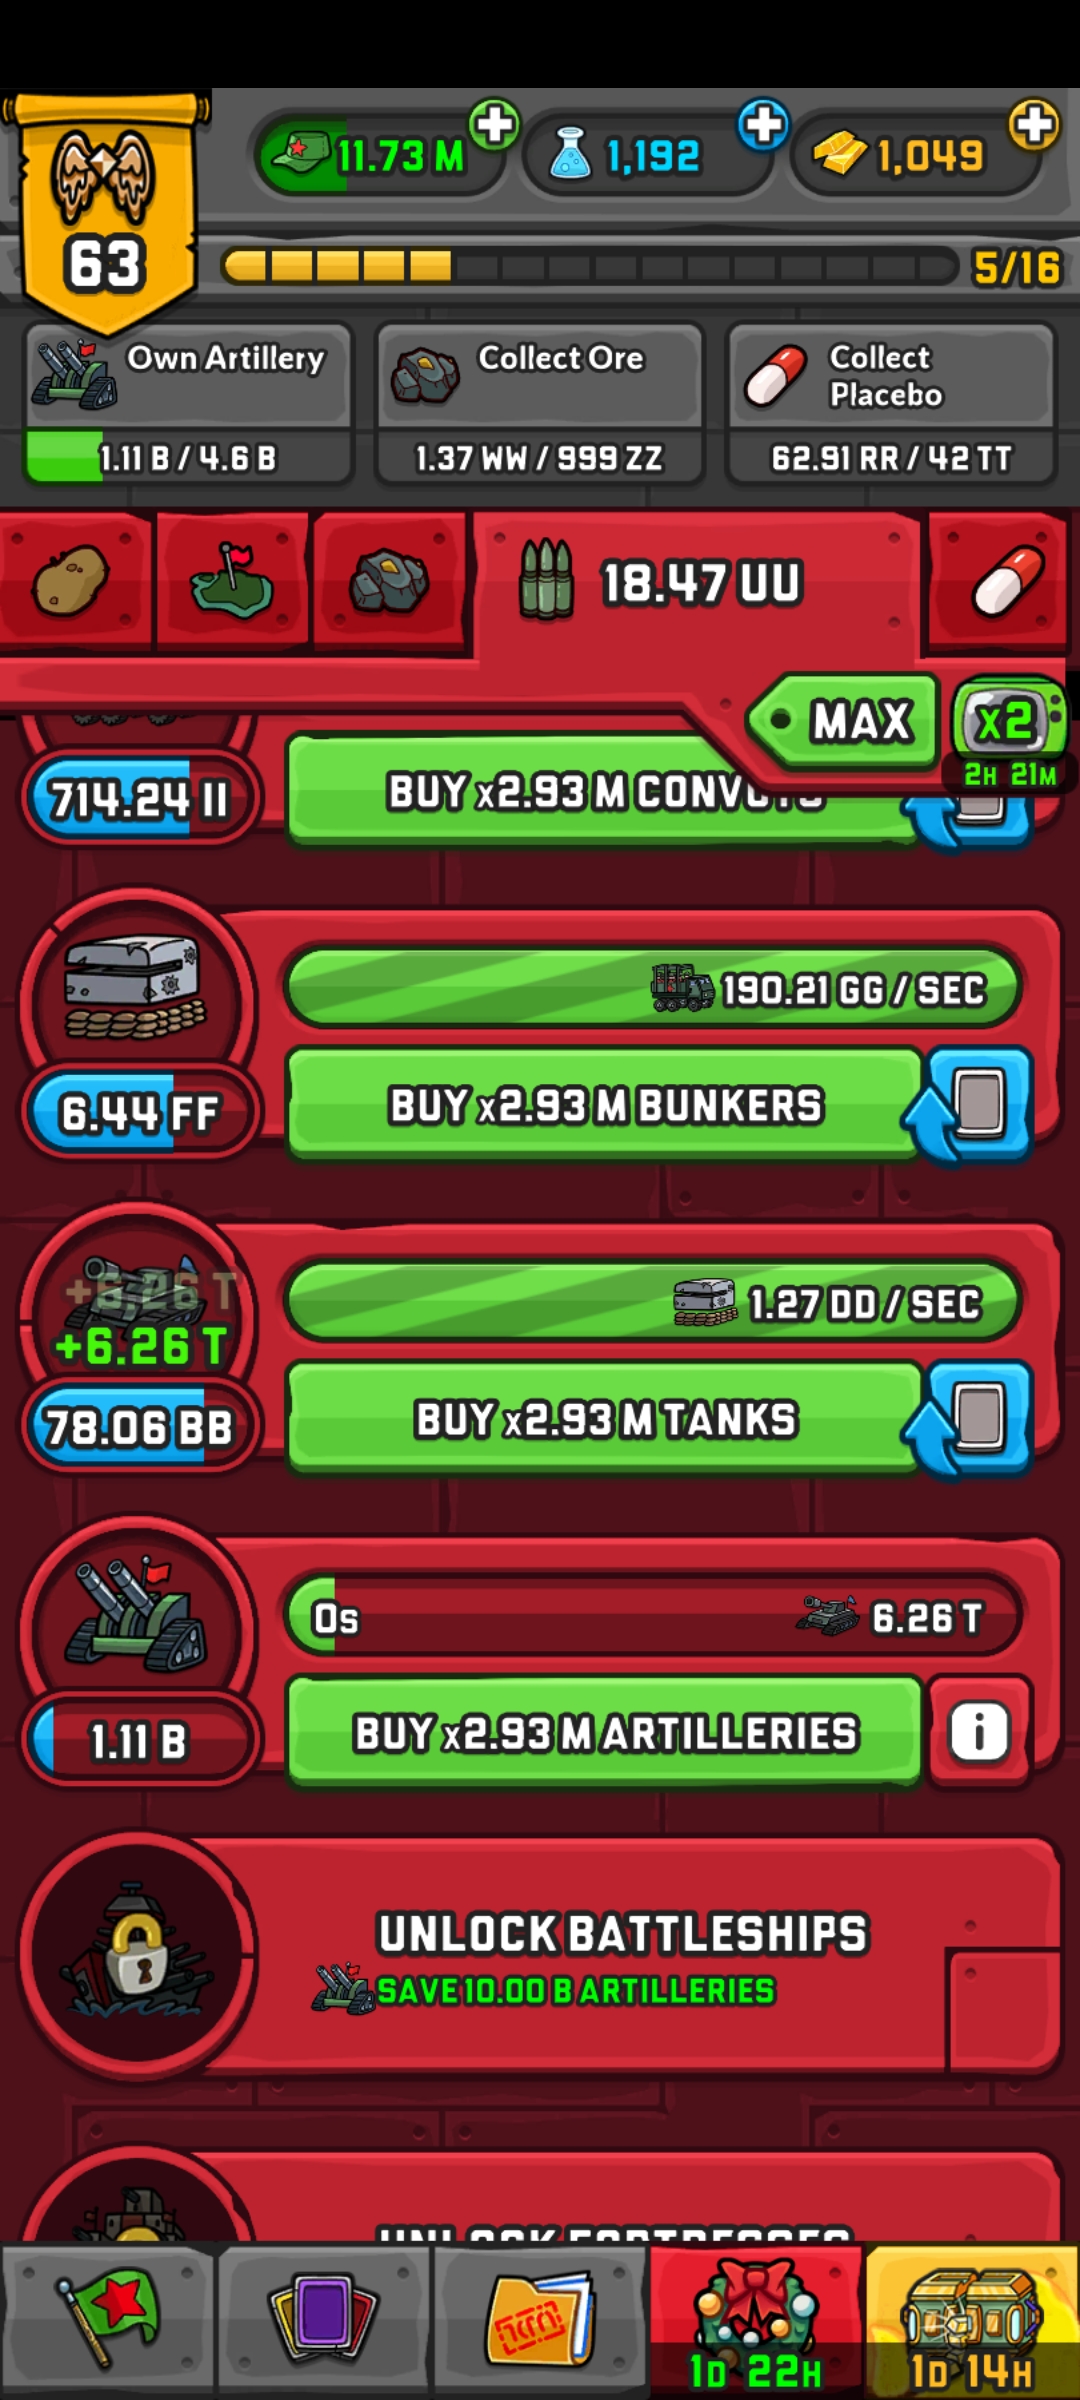 11.73 M
1,192
1,049
63
5/16
Own Artillery
1.11 B / 4.6 B
Collect Ore
1.37 WW / 999 ZZ
Collect
Placebo
62.91 RR / 42 TT
18.47 UU
MAX
x2
2H 21M
714.24 II
BUY x2.93 M CONVOYS
190.21 GG / SEC
6.44 FF
BUY x2.93 M BUNKERS
+6.26 T
+6.26 T
1.27 DD / SEC
78.06 BB
BUY x2.93 M TANKS
0s
6.26 T
1.11 B
BUY x2.93 M ARTILLERIES
i
UNLOCK BATTLESHIPS
SAVE 10.00 B ARTILLERIES
UNLOCK FORTRESSES
1D 22H
1D 14H